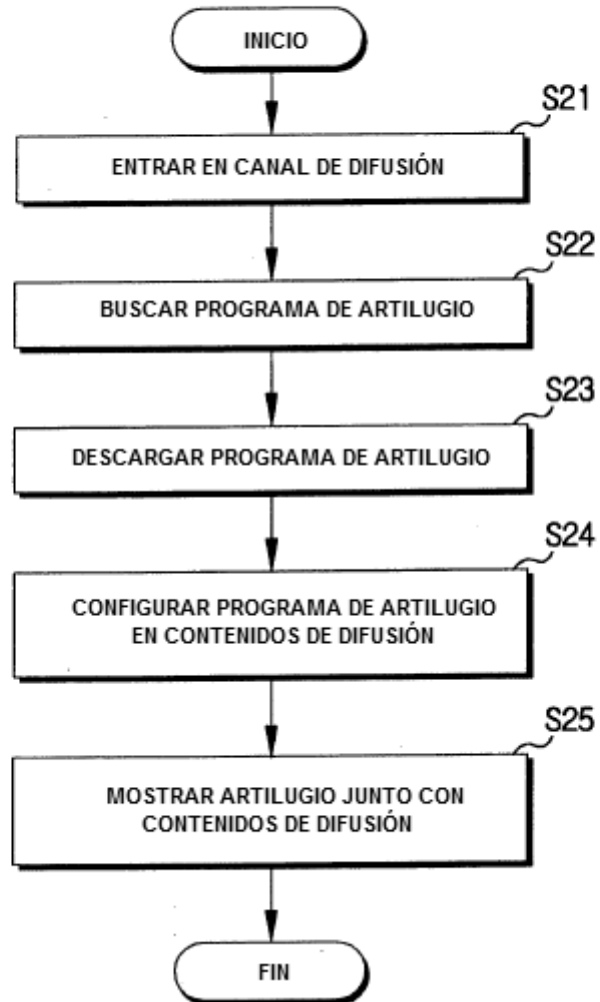 INICIO
S21
ENTRAR EN CANAL DE DIFUSIÓN
S22
BUSCAR PROGRAMA DE ARTILUGIO
S23
DESCARGAR PROGRAMA DE ARTILUGIO
S24
CONFIGURAR PROGRAMA DE ARTILUGIO
EN CONTENIDOS DE DIFUSIÓN
S25
MOSTRAR ARTILUGIO JUNTO CON
CONTENIDOS DE DIFUSIÓN
FIN